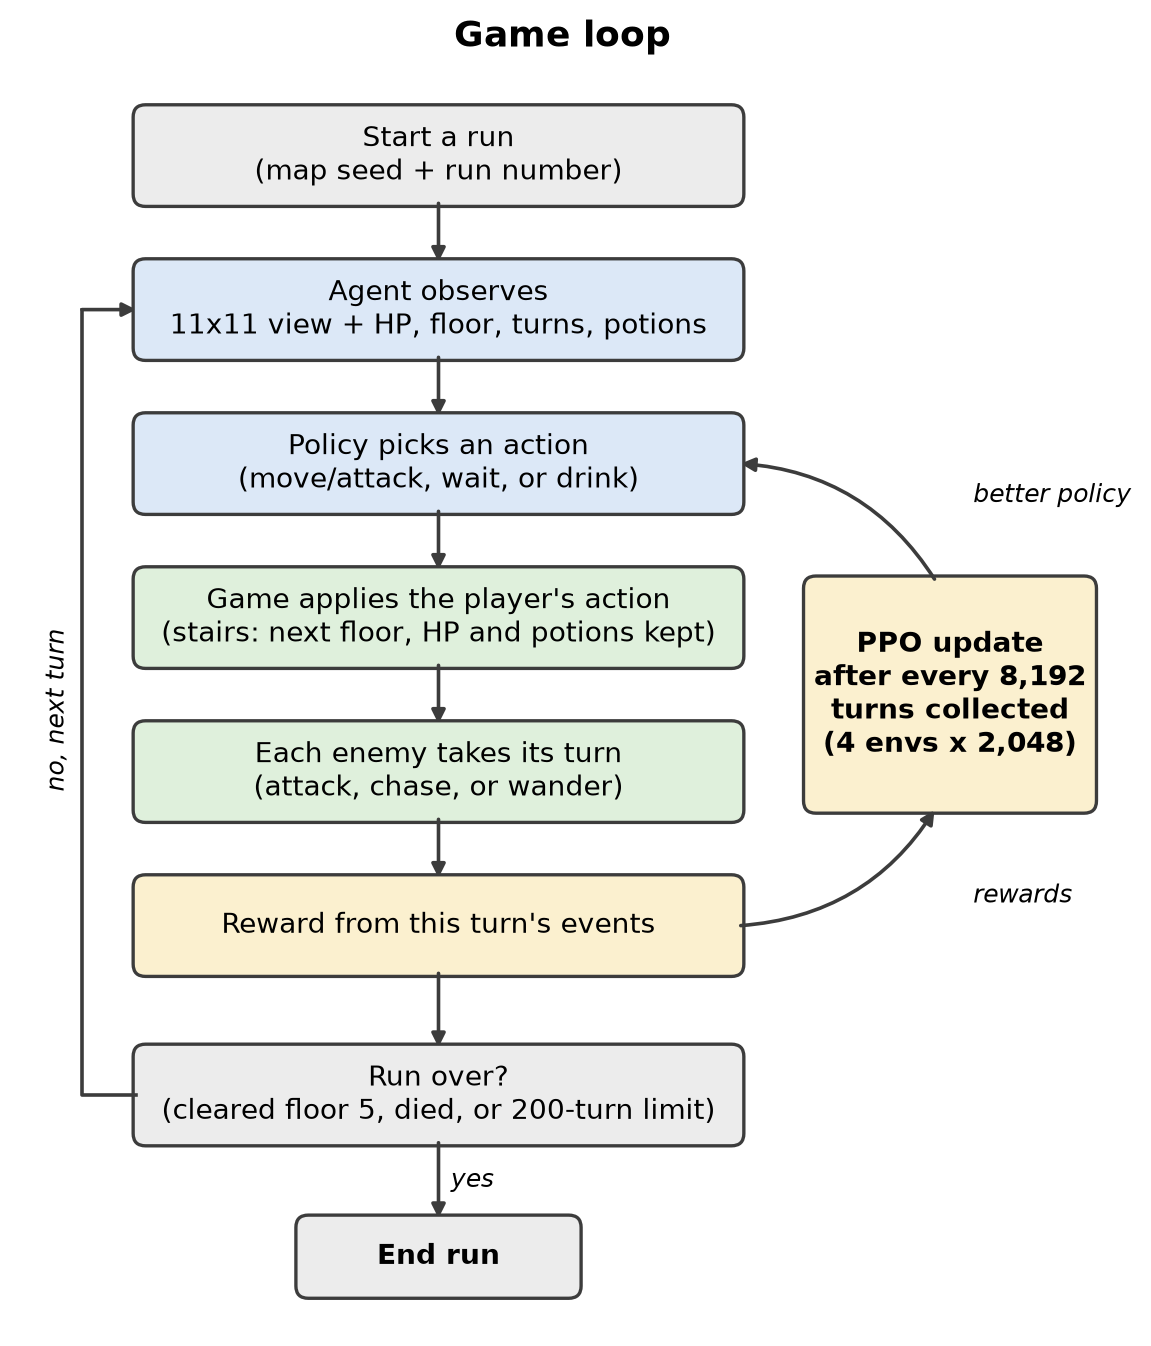 Game loop
Start a run
(map seed + run number)
Agent observes
11x11 view + HP, floor, turns, potions
Policy picks an action
(move/attack, wait, or drink)
better policy
Game applies the player's action
(stairs: next floor, HP and potions kept)
PPO update
after every 8,192
turns collected
(4 envs x 2,048)
no, next turn
Each enemy takes its turn
(attack, chase, or wander)
Reward from this turn's events
rewards
Run over?
(cleared floor 5, died, or 200-turn limit)
yes
End run